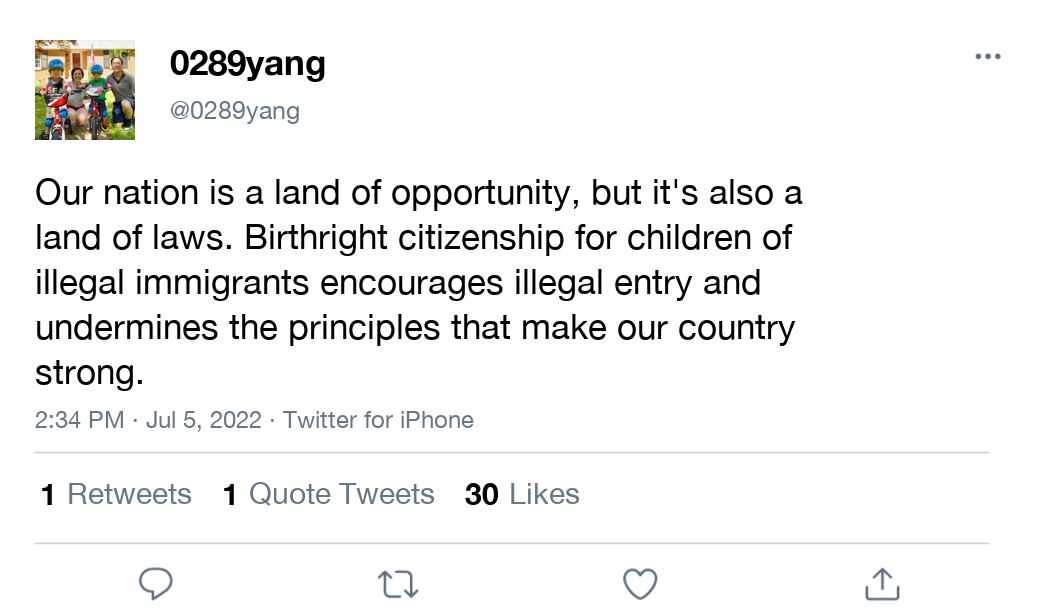 0289yang
@0289yang
Our nation is a land of opportunity, but it's also a
land of laws. Birthright citizenship for children of
illegal immigrants encourages illegal entry and
undermines the principles that make our country
strong.
2:34 PM · Jul 5, 2022 · Twitter for iPhone
1 Retweets 1 Quote Tweets 30 Likes